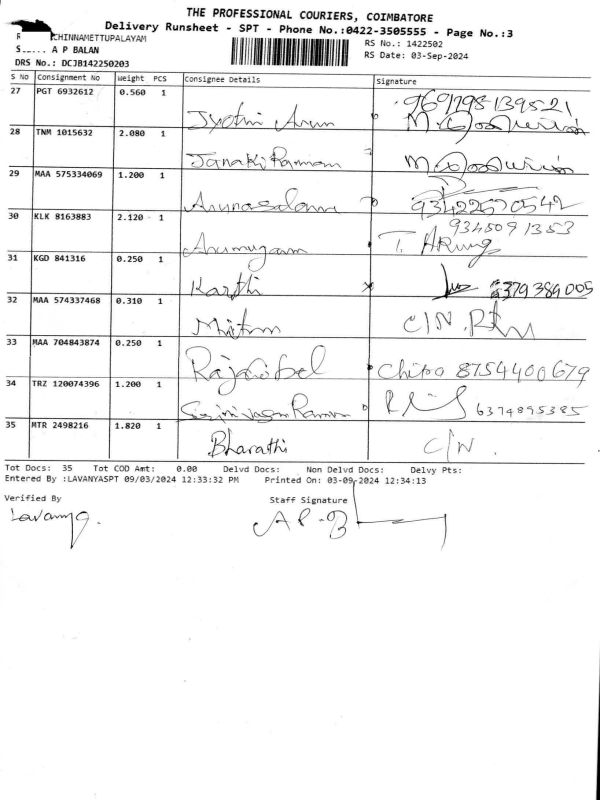 THE PROFESSIONAL COURIERS, COIMBATORE
Delivery Runsheet - SPT - Phone No.:0422-3505555 - Page No.:3
CHINNAMETTUPALAYAM
RS No.: 1422502
A P BALAN
RS Date: 03-Sep-2024
DRS No.: DCJB142250203
S No Consignment No Weight PCS Consignee Details Signature
27 PGT 6932612 0.560 1 Jyothi Arun
28 TNM 1015632 2.080 1 Janaki Ramnam
29 MAA 575334069 1.200 1 Arunasalam
30 KLK 8163883 2.120 1 Arumugam T. ARung 9345091353
31 KGD 841316 0.250 1 Karthi
32 MAA 574337468 0.310 1 C/N
33 MAA 704843874 0.250 1 8754400679
34 TRZ 120074396 1.200 1 6374895385
35 MTR 2498216 1.820 1 Bharathi C/N.
Tot Docs: 35 Tot COD Amt: 0.00 Delvd Docs: Non Delvd Docs: Delvy Pts:
Entered By :LAVANYASPT 09/03/2024 12:33:32 PM Printed On: 03-09-2024 12:34:13
Verified By Staff Signature
Lavanya. A P-B